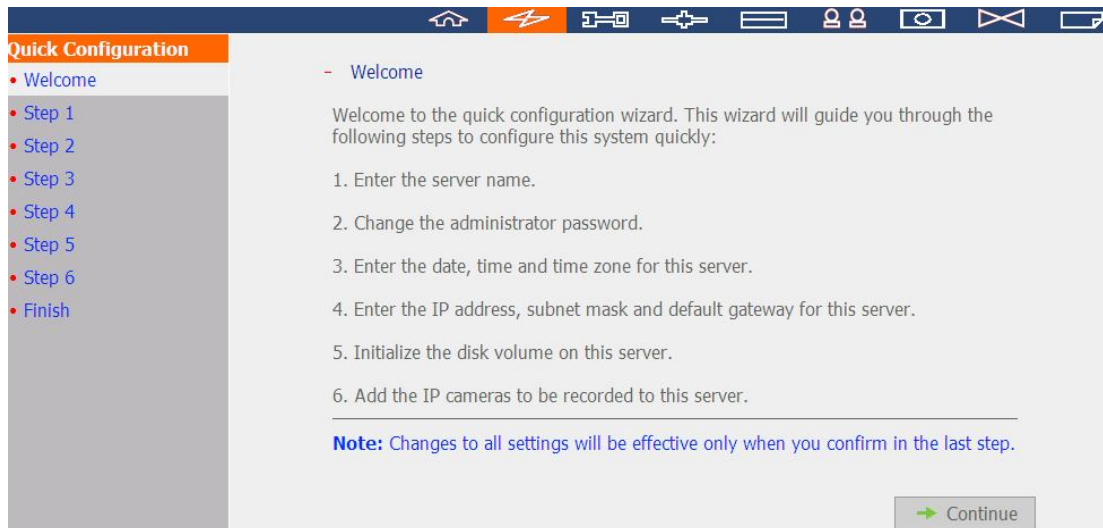 Quick Configuration
• Welcome
• Step 1
• Step 2
• Step 3
• Step 4
• Step 5
• Step 6
• Finish
– Welcome
Welcome to the quick configuration wizard. This wizard will guide you through the
following steps to configure this system quickly:
1. Enter the server name.
2. Change the administrator password.
3. Enter the date, time and time zone for this server.
4. Enter the IP address, subnet mask and default gateway for this server.
5. Initialize the disk volume on this server.
6. Add the IP cameras to be recorded to this server.
Note: Changes to all settings will be effective only when you confirm in the last step.
Continue